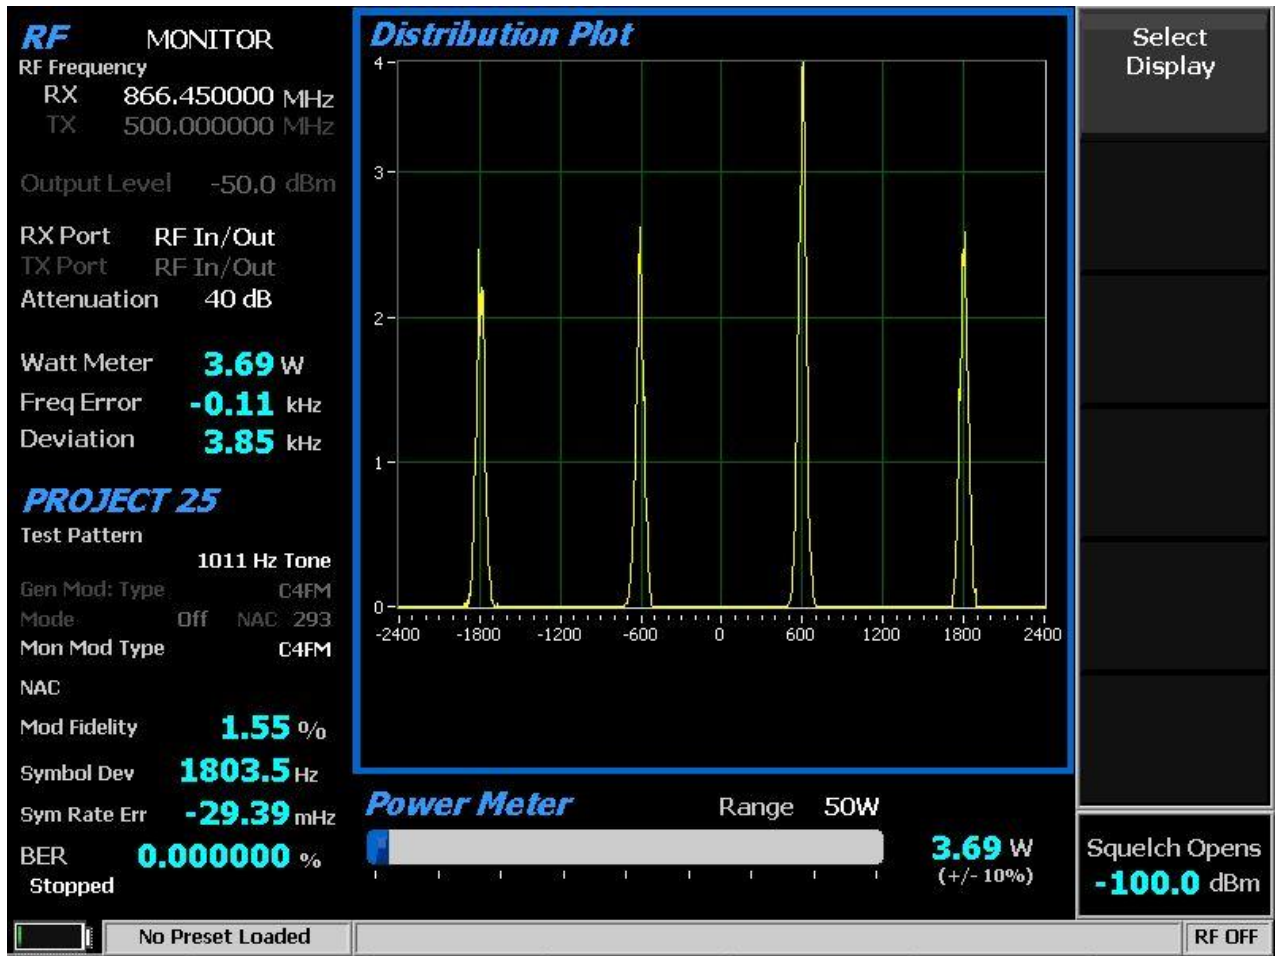 RF MONITOR
RF Frequency
RX 866.450000 MHz
TX 500.000000 MHz
Output Level -50.0 dBm
RX Port RF In/Out
TX Port RF In/Out
Attenuation 40 dB
Watt Meter 3.69 W
Freq Error -0.11 kHz
Deviation 3.85 kHz
PROJECT 25
Test Pattern
1011 Hz Tone
Gen Mod: Type C4FM
Mode Off NAC 293
Mon Mod Type C4FM
NAC
Mod Fidelity 1.55 %
Symbol Dev 1803.5 Hz
Sym Rate Err -29.39 mHz
BER 0.000000 %
Stopped
Distribution Plot
4
3
2
1
0
-2400 -1800 -1200 -600 0 600 1200 1800 2400
Power Meter Range 50W
3.69 W
(+/- 10%)
Select
Display
Squelch Opens
-100.0 dBm
No Preset Loaded
RF OFF